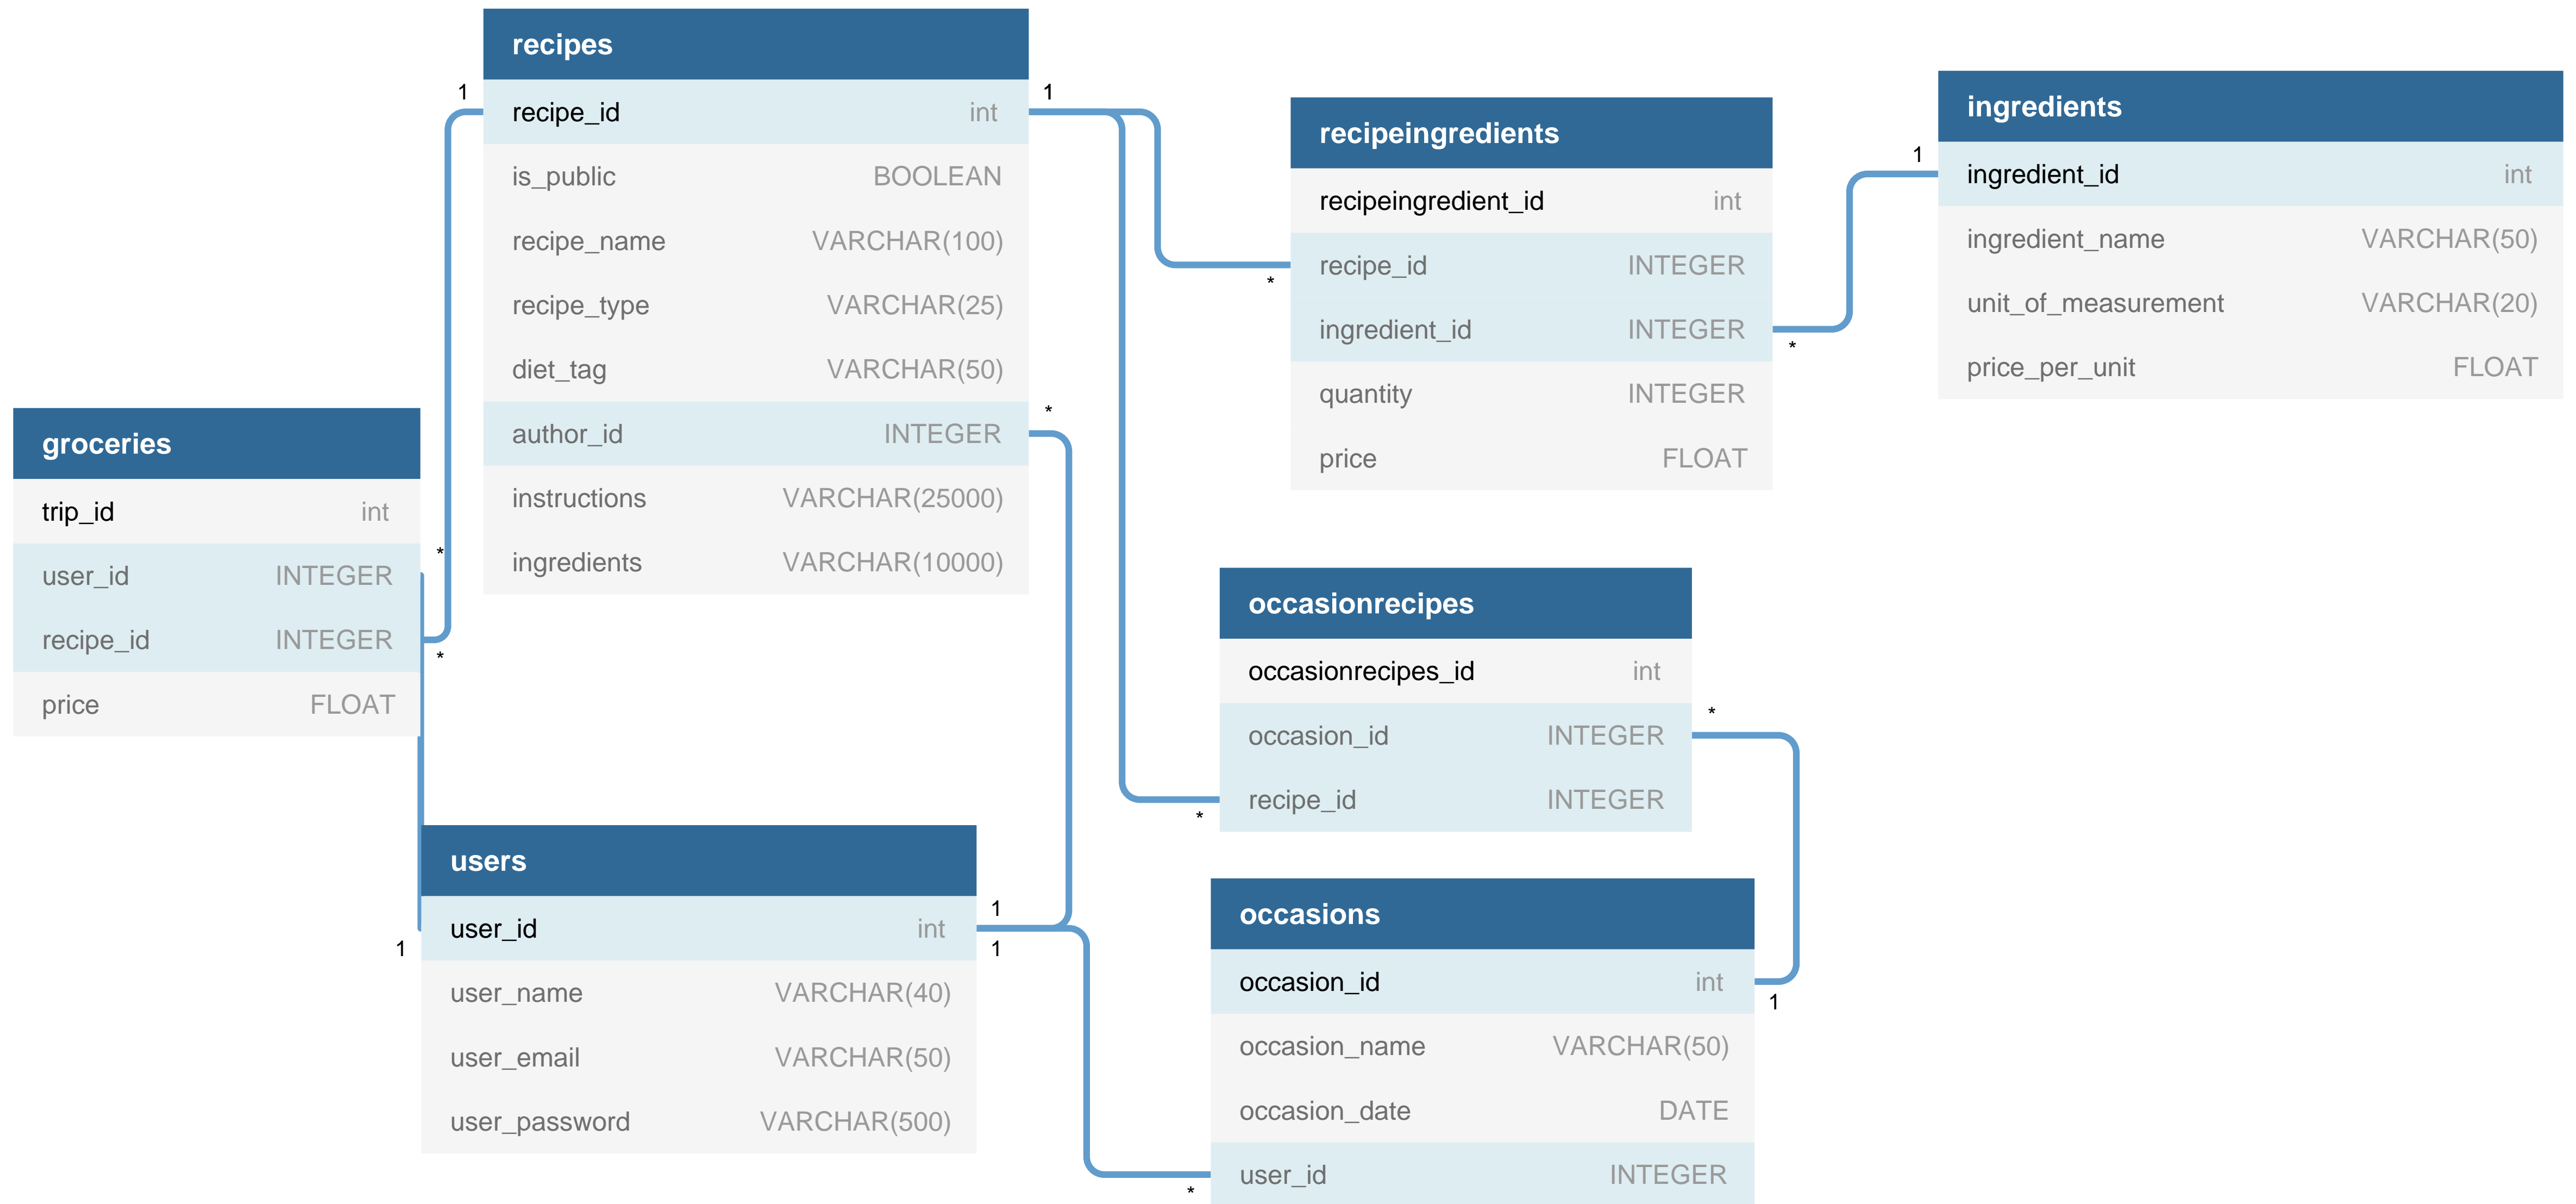 recipes
1
1
recipe_id int
is_public BOOLEAN
recipe_name VARCHAR(100)
recipe_type VARCHAR(25)
diet_tag VARCHAR(50)
*
author_id INTEGER
instructions VARCHAR(25000)
ingredients VARCHAR(10000)
recipeingredients
recipeingredient_id int
recipe_id INTEGER
*
ingredient_id INTEGER
*
quantity INTEGER
price FLOAT
ingredients
1
ingredient_id int
ingredient_name VARCHAR(50)
unit_of_measurement VARCHAR(20)
price_per_unit FLOAT
groceries
trip_id int
*
user_id INTEGER
recipe_id INTEGER
*
price FLOAT
occasionrecipes
occasionrecipes_id int
*
occasion_id INTEGER
recipe_id INTEGER
*
users
1
user_id int
1
1
user_name VARCHAR(40)
user_email VARCHAR(50)
user_password VARCHAR(500)
occasions
occasion_id int
1
occasion_name VARCHAR(50)
occasion_date DATE
user_id INTEGER
*